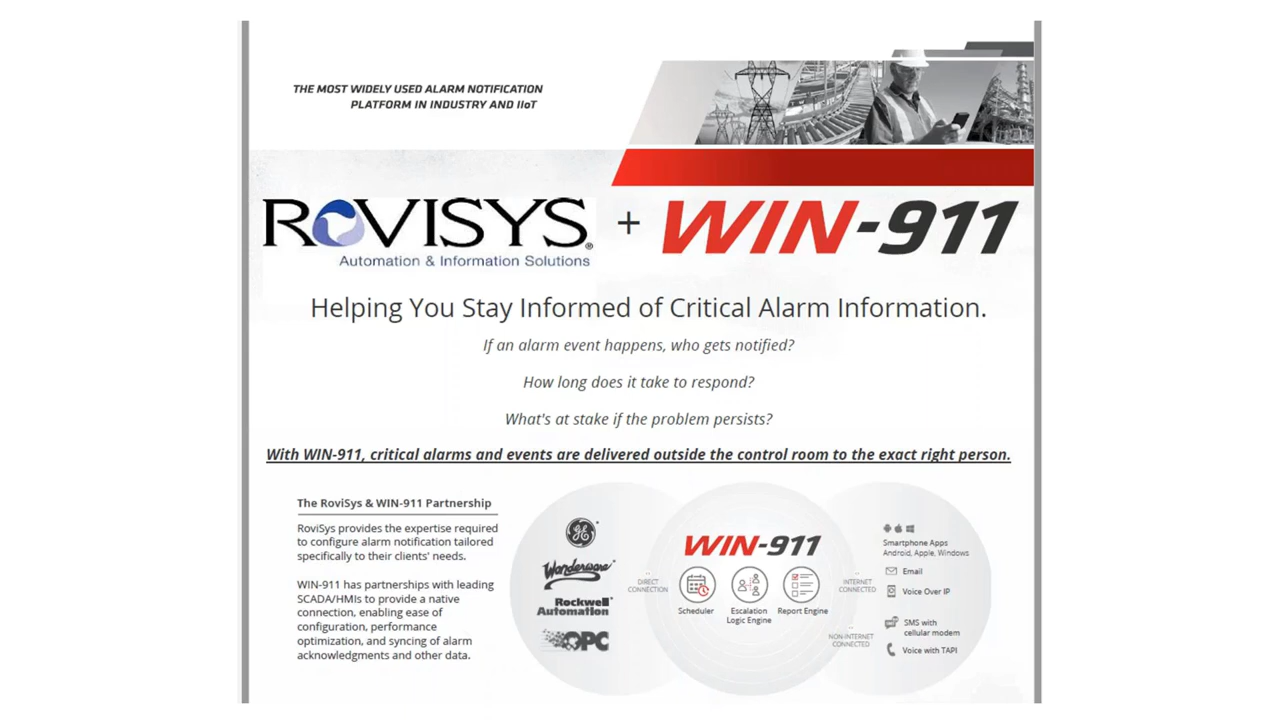 THE MOST WIDELY USED ALARM NOTIFICATION
PLATFORM IN INDUSTRY AND IIoT
ROVISYS®
Automation & Information Solutions
+
WIN-911
Helping You Stay Informed of Critical Alarm Information.
If an alarm event happens, who gets notified?
How long does it take to respond?
What's at stake if the problem persists?
With WIN-911, critical alarms and events are delivered outside the control room to the exact right person.
The RoviSys & WIN-911 Partnership
RoviSys provides the expertise required
to configure alarm notification tailored
specifically to their clients' needs.
WIN-911 has partnerships with leading
SCADA/HMIs to provide a native
connection, enabling ease of
configuration, performance
optimization, and syncing of alarm
acknowledgments and other data.
GE
Wonderware
Rockwell
Automation
OPC
DIRECT
CONNECTION
WIN-911
Scheduler
Escalation
Logic Engine
Report Engine
INTERNET
CONNECTED
NON-INTERNET
CONNECTED
Smartphone Apps
Android, Apple, Windows
Email
Voice Over IP
SMS with
cellular modem
Voice with TAPI